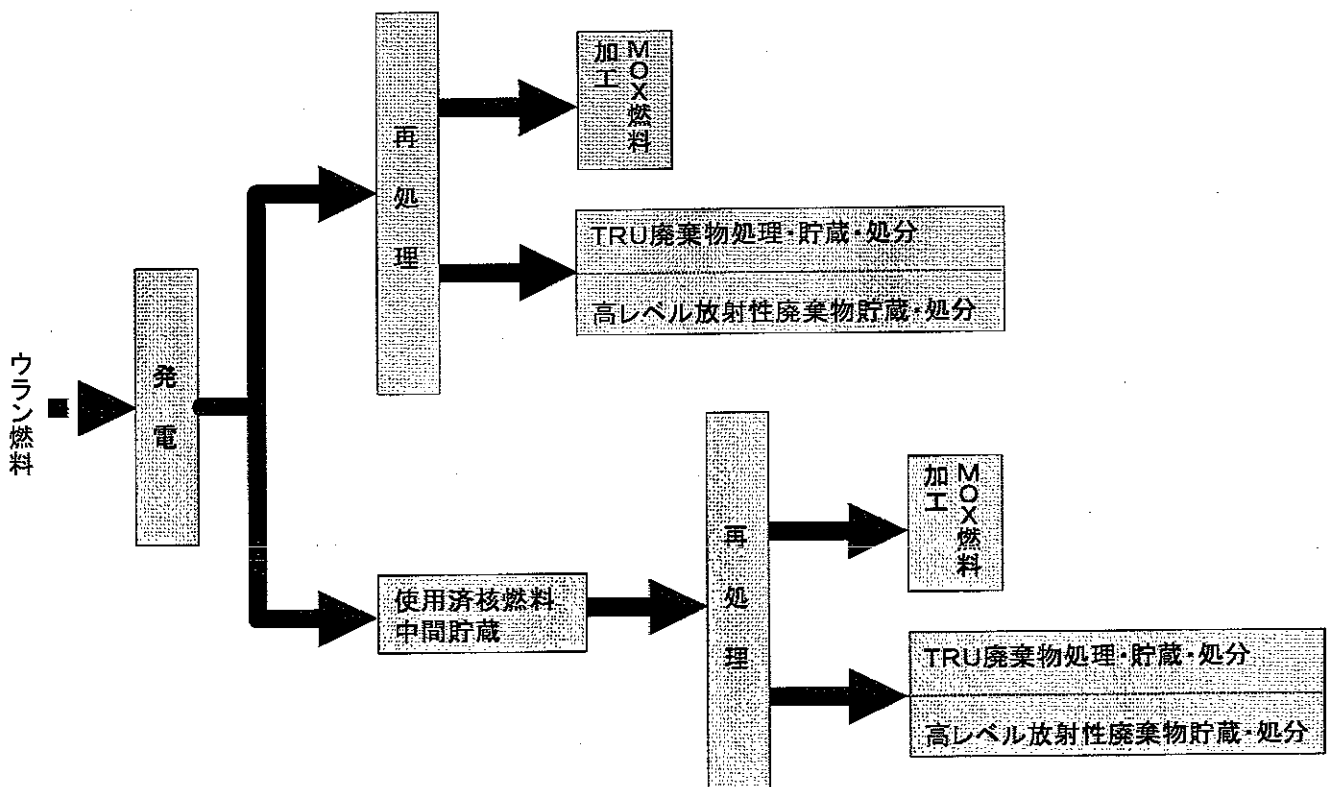 ウラン燃料
発電
再処理
MOX燃料
加工
TRU廃棄物処理・貯蔵・処分
高レベル放射性廃棄物貯蔵・処分
使用済核燃料
中間貯蔵
再処理
MOX燃料
加工
TRU廃棄物処理・貯蔵・処分
高レベル放射性廃棄物貯蔵・処分